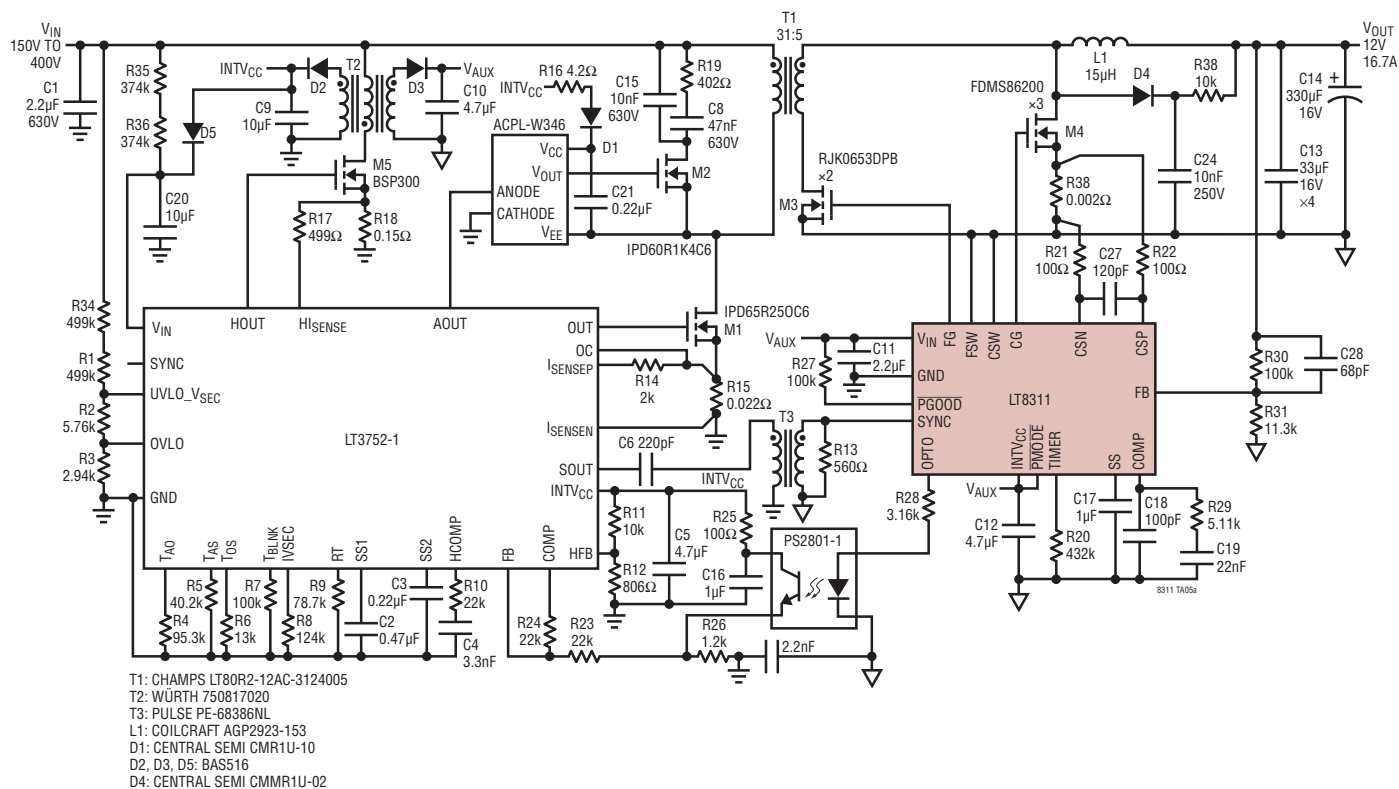 VIN
150V TO
400V
C1
2.2µF
630V
R35
374k
R36
374k
C20
10µF
D5
INTVCC
D2
T2
D3
C9
10µF
VAUX
C10
4.7µF
M5
BSP300
R17
499Ω
R18
0.15Ω
R16 4.2Ω
INTVCC
ACPL-W346
VCC
VOUT
ANODE
CATHODE
VEE
D1
C21
0.22µF
C15
10nF
630V
R19
402Ω
C8
47nF
630V
M2
IPD60R1K4C6
T1
31:5
RJK0653DPB
×2
M3
FDMS86200
×3
M4
L1
15µH
D4
R38
10k
R38
0.002Ω
C24
10nF
250V
C13
33µF
16V
×4
C14
330µF
16V
+
VOUT
12V
16.7A
R21
100Ω
C27
120pF
R22
100Ω
R34
499k
R1
499k
R2
5.76k
R3
2.94k
VIN
HOUT
HISENSE
AOUT
SYNC
UVLO_VSEC
OVLO
GND
LT3752-1
OUT
OC
ISENSEP
ISENSEN
SOUT
INTVCC
HFB
TAO
TAS
TOS
TBLNK
IVSEC
RT
SS1
SS2
HCOMP
FB
COMP
IPD65R25OC6
M1
R14
2k
R15
0.022Ω
C6 220pF
T3
R13
560Ω
INTVCC
R11
10k
R12
806Ω
C5
4.7µF
R25
100Ω
C16
1µF
PS2801-1
R5
40.2k
R4
95.3k
R6
13k
R7
100k
R8
124k
R9
78.7k
C2
0.47µF
C3
0.22µF
R10
22k
C4
3.3nF
R24
22k
R23
22k
R26
1.2k
2.2nF
VAUX
R27
100k
C11
2.2µF
VIN
FG
FSW
CSW
CG
CSN
CSP
GND
PGOOD
SYNC
LT8311
FB
OPTO
INTVCC
PMODE
TIMER
SS
COMP
R30
100k
C28
68pF
R31
11.3k
R28
3.16k
VAUX
C12
4.7µF
R20
432k
C17
1µF
C18
100pF
R29
5.11k
C19
22nF
8311 TA05a
T1: CHAMPS LT80R2-12AC-3124005
T2: WÜRTH 750817020
T3: PULSE PE-68386NL
L1: COILCRAFT AGP2923-153
D1: CENTRAL SEMI CMR1U-10
D2, D3, D5: BAS516
D4: CENTRAL SEMI CMMR1U-02